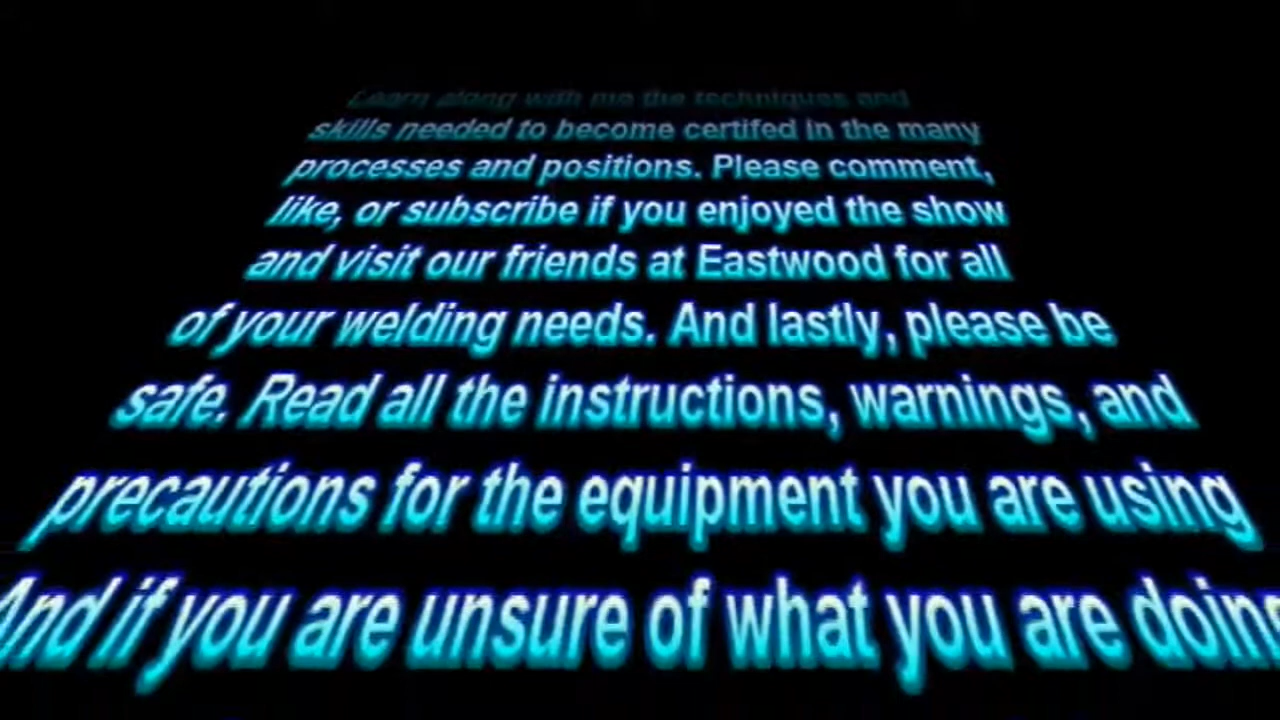 Learn along with me the techniques and
skills needed to become certifed in the many
processes and positions. Please comment,
like, or subscribe if you enjoyed the show
and visit our friends at Eastwood for all
of your welding needs. And lastly, please be
safe. Read all the instructions, warnings, and
precautions for the equipment you are using
And if you are unsure of what you are doing